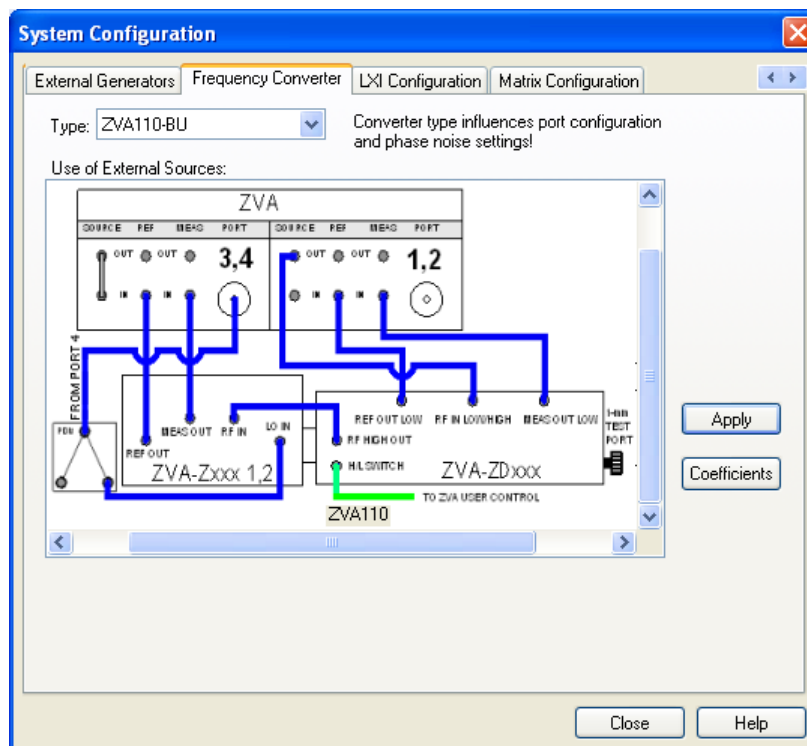 System Configuration
External Generators
Frequency Converter
LXI Configuration
Matrix Configuration
Type: ZVA110-BU
Converter type influences port configuration
and phase noise settings!
Use of External Sources:
ZVA
SOURCE REF MEAS PORT SOURCE REF MEAS PORT
OUT OUT 3,4 OUT OUT 1,2
IN IN IN IN
FROM PORT 4
PDU
REF OUT
MEAS OUT
RF IN
LO IN
ZVA-Zxxx 1,2
REF OUT LOW
RF IN LOW/HIGH
MEAS OUT LOW
RF HIGH OUT
H/L SWITCH
ZVA-ZDxxx
1-mm
TEST
PORT
TO ZVA USER CONTROL
ZVA110
Apply
Coefficients
Close
Help